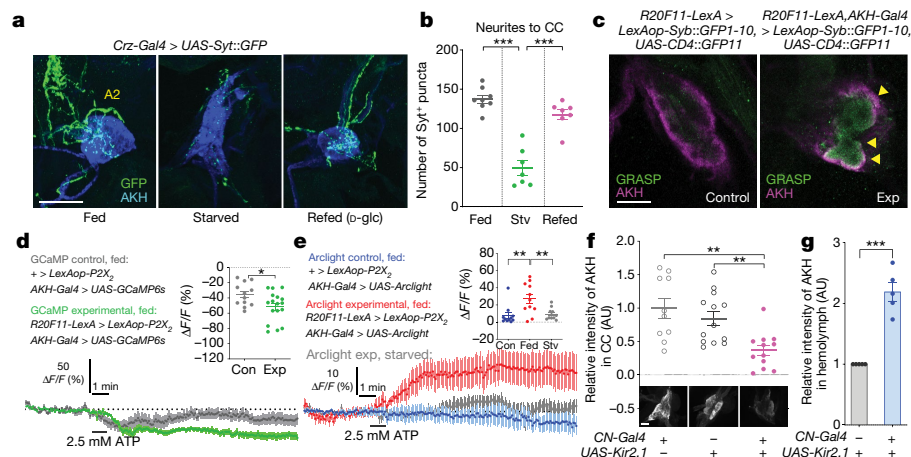 a
Crz-Gal4 > UAS-Syt::GFP
A2
GFP
AKH
Fed
Starved
Refed (D-glc)
b
Neurites to CC
***
***
Number of Syt+ puncta
200
150
100
50
0
Fed
Stv
Refed
c
R20F11-LexA >
LexAop-Syb::GFP1-10,
UAS-CD4::GFP11
R20F11-LexA,AKH-Gal4
> LexAop-Syb::GFP1-10,
UAS-CD4::GFP11
GRASP
AKH
Control
GRASP
AKH
Exp
d
GCaMP control, fed:
+ > LexAop-P2X₂
AKH-Gal4 > UAS-GCaMP6s
GCaMP experimental, fed:
R20F11-LexA > LexAop-P2X₂
AKH-Gal4 > UAS-GCaMP6s
ΔF/F (%)
0
−20
−40
−60
−80
−100
−120
*
Con
Exp
50
ΔF/F (%)
1 min
2.5 mM ATP
e
Arclight control, fed:
+ > LexAop-P2X₂
AKH-Gal4 > UAS-Arclight
Arclight experimental, fed:
R20F11-LexA > LexAop-P2X₂
AKH-Gal4 > UAS-Arclight
Arclight exp, starved:
ΔF/F (%)
80
60
40
20
0
−20
**
**
Con
Fed
Stv
10
ΔF/F (%)
1 min
2.5 mM ATP
f
Relative intensity of AKH
in CC (AU)
2.0
1.5
1.0
0.5
0.0
−0.5
**
**
CN-Gal4
+
−
+
UAS-Kir2.1
−
+
+
g
Relative intensity of AKH
in hemolymph (AU)
3
2
1
0
***
CN-Gal4
−
+
UAS-Kir2.1
+
+